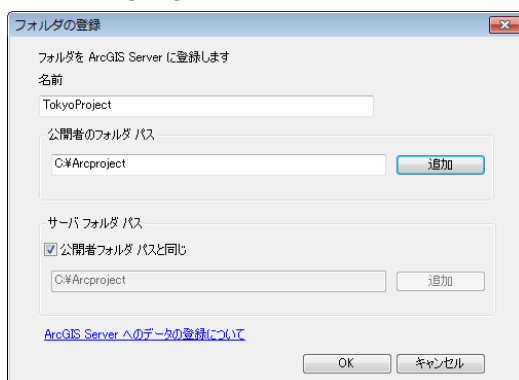 フォルダの登録
フォルダを ArcGIS Server に登録します
名前
TokyoProject
公開者のフォルダ パス
C:¥Arcproject
追加
サーバ フォルダ パス
公開者フォルダ パスと同じ
C:¥Arcproject
追加
ArcGIS Server へのデータの登録について
OK
キャンセル